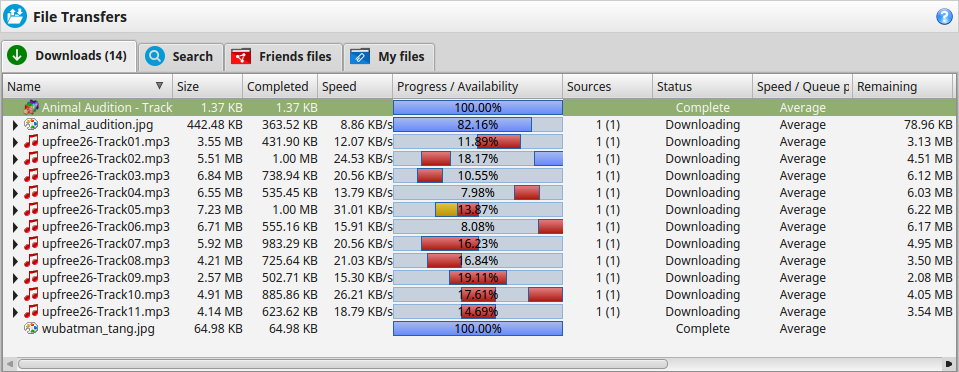 File Transfers
Downloads (14) Search Friends files My files
Name Size Completed Speed Progress / Availability Sources Status Speed / Queue p Remaining
Animal Audition - Track 1.37 KB 1.37 KB 100.00% Complete Average
animal_audition.jpg 442.48 KB 363.52 KB 8.86 KB/s 82.16% 1 (1) Downloading Average 78.96 KB
upfree26-Track01.mp3 3.55 MB 431.90 KB 12.07 KB/s 11.89% 1 (1) Downloading Average 3.13 MB
upfree26-Track02.mp3 5.51 MB 1.00 MB 24.53 KB/s 18.17% 1 (1) Downloading Average 4.51 MB
upfree26-Track03.mp3 6.84 MB 738.94 KB 20.56 KB/s 10.55% 1 (1) Downloading Average 6.12 MB
upfree26-Track04.mp3 6.55 MB 535.45 KB 13.79 KB/s 7.98% 1 (1) Downloading Average 6.03 MB
upfree26-Track05.mp3 7.23 MB 1.00 MB 31.01 KB/s 13.87% 1 (1) Downloading Average 6.22 MB
upfree26-Track06.mp3 6.71 MB 555.16 KB 15.91 KB/s 8.08% 1 (1) Downloading Average 6.17 MB
upfree26-Track07.mp3 5.92 MB 983.29 KB 20.56 KB/s 16.23% 1 (1) Downloading Average 4.95 MB
upfree26-Track08.mp3 4.21 MB 725.64 KB 21.03 KB/s 16.84% 1 (1) Downloading Average 3.50 MB
upfree26-Track09.mp3 2.57 MB 502.71 KB 15.30 KB/s 19.11% 1 (1) Downloading Average 2.08 MB
upfree26-Track10.mp3 4.91 MB 885.86 KB 26.21 KB/s 17.61% 1 (1) Downloading Average 4.05 MB
upfree26-Track11.mp3 4.14 MB 623.62 KB 18.79 KB/s 14.69% 1 (1) Downloading Average 3.54 MB
wubatman_tang.jpg 64.98 KB 64.98 KB 100.00% Complete Average